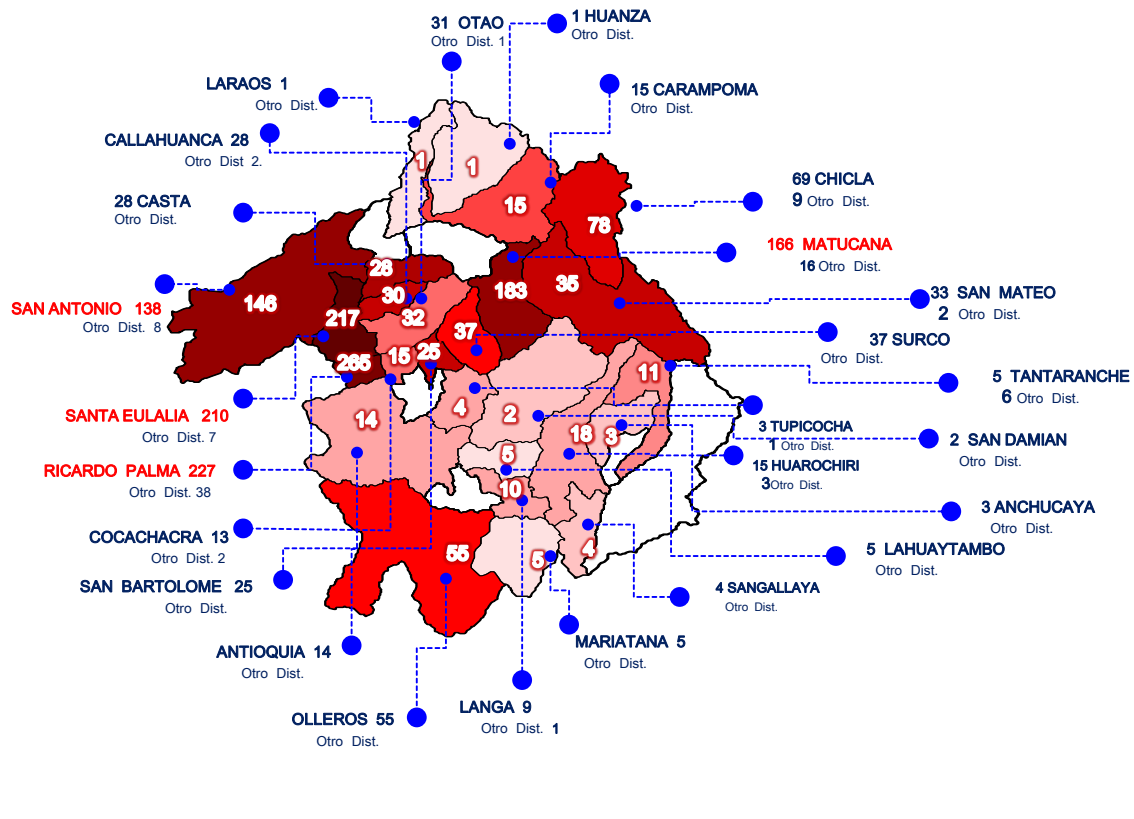 31 OTAO
Otro Dist. 1
1 HUANZA
Otro Dist.
LARAOS 1
Otro Dist.
15 CARAMPOMA
Otro Dist.
CALLAHUANCA 28
Otro Dist 2.
28 CASTA
Otro Dist.
69 CHICLA
9 Otro Dist.
166 MATUCANA
16 Otro Dist.
SAN ANTONIO 138
Otro Dist. 8
33 SAN MATEO
2 Otro Dist.
37 SURCO
Otro Dist.
5 TANTARANCHE
6 Otro Dist.
SANTA EULALIA 210
Otro Dist. 7
3 TUPICOCHA
1 Otro Dist.
2 SAN DAMIAN
Otro Dist.
RICARDO PALMA 227
Otro Dist. 38
15 HUAROCHIRI
3 Otro Dist.
3 ANCHUCAYA
Otro Dist.
COCACHACRA 13
Otro Dist. 2
5 LAHUAYTAMBO
Otro Dist.
SAN BARTOLOME 25
Otro Dist.
4 SANGALLAYA
Otro Dist.
ANTIOQUIA 14
Otro Dist.
MARIATANA 5
Otro Dist.
OLLEROS 55
Otro Dist.
LANGA 9
Otro Dist. 1
1
1
15
78
28
146
30
183
35
217
32
37
265
15
25
11
14
4
2
18
3
5
10
55
5
4